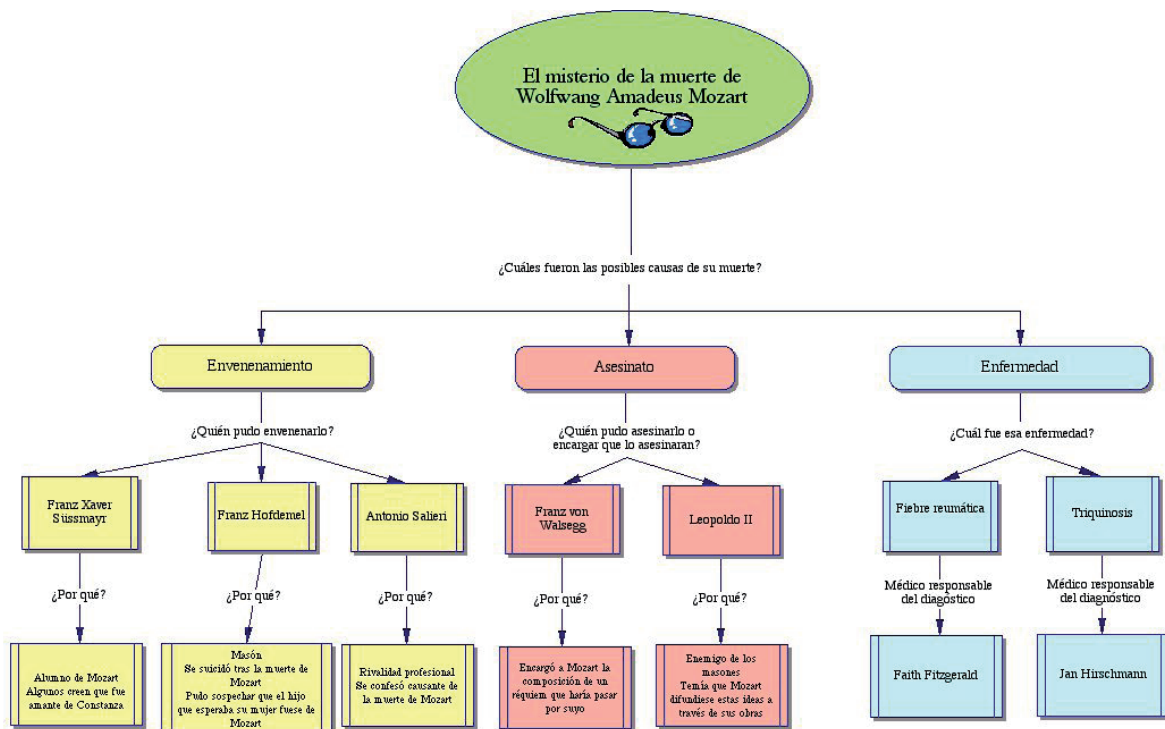 El misterio de la muerte de
Wolfwang Amadeus Mozart
¿Cuáles fueron las posibles causas de su muerte?
Envenenamiento
Asesinato
Enfermedad
¿Quién pudo envenenarlo?
¿Quién pudo asesinarlo o
encargar que lo asesinaran?
¿Cuál fue esa enfermedad?
Franz Xaver
Süssmayr
Franz Hofdemel
Antonio Salieri
Franz von
Walsegg
Leopoldo II
Fiebre reumática
Triquinosis
¿Por qué?
¿Por qué?
¿Por qué?
¿Por qué?
¿Por qué?
Médico responsable
del diagnóstico
Médico responsable
del diagnóstico
Alumno de Mozart
Algunos creen que fue
amante de Constanza
Masón
Se suicidó tras la muerte de
Mozart
Pudo sospechar que el hijo
que esperaba su mujer fuese de
Mozart
Rivalidad profesional
Se confesó causante de
la muerte de Mozart
Encargó a Mozart la
composición de un
réquiem que haría pasar
por suyo
Enemigo de los
masones
Temía que Mozart
difundiese estas ideas a
través de sus obras
Faith Fitzgerald
Jan Hirschmann